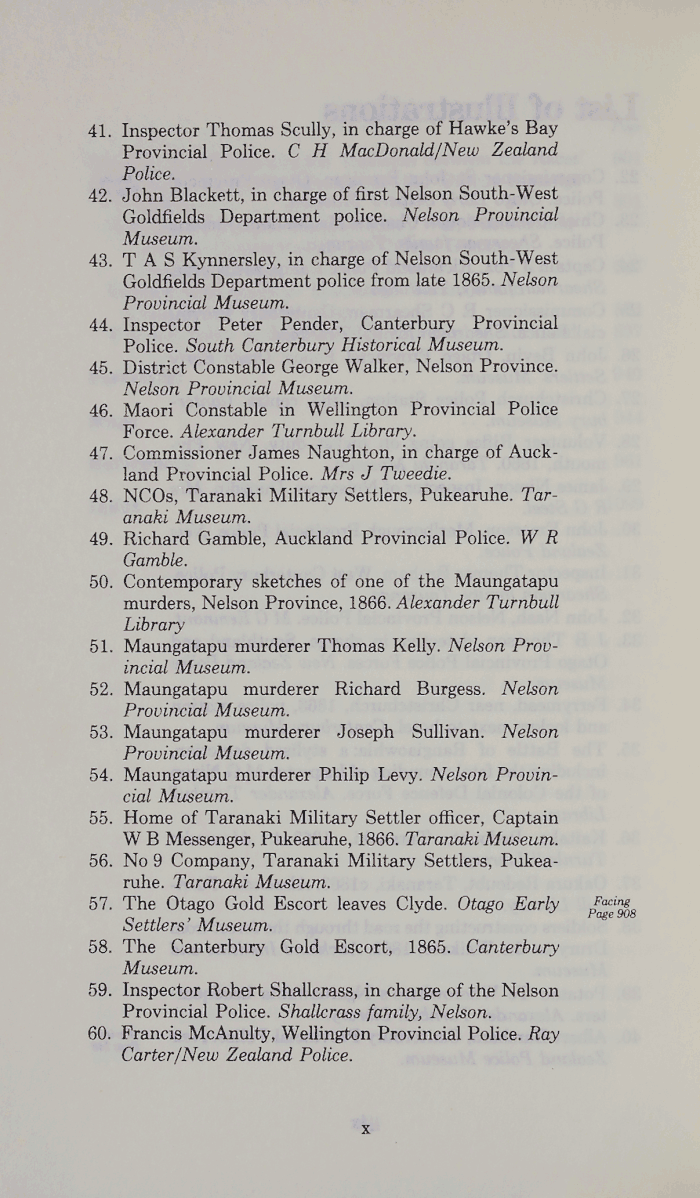 41. Inspector Thomas Scully, in charge of Hawke's Bay
Provincial Police. C H MacDonald/New Zealand
Police.
42. John Blackett, in charge of first Nelson South-West
Goldfields Department police. Nelson Provincial
Museum.
43. T A S Kynnersley, in charge of Nelson South-West
Goldfields Department police from late 1865. Nelson
Provincial Museum.
44. Inspector Peter Pender, Canterbury Provincial
Police. South Canterbury Historical Museum.
45. District Constable George Walker, Nelson Province.
Nelson Provincial Museum.
46. Maori Constable in Wellington Provincial Police
Force. Alexander Turnbull Library.
47. Commissioner James Naughton, in charge of Auck-
land Provincial Police. Mrs J Tweedie.
48. NCOs, Taranaki Military Settlers, Pukearuhe. Tar-
anaki Museum.
49. Richard Gamble, Auckland Provincial Police. W R
Gamble.
50. Contemporary sketches of one of the Maungatapu
murders, Nelson Province, 1866. Alexander Turnbull
Library
51. Maungatapu murderer Thomas Kelly. Nelson Prov-
incial Museum.
52. Maungatapu murderer Richard Burgess. Nelson
Provincial Museum.
53. Maungatapu murderer Joseph Sullivan. Nelson
Provincial Museum.
54. Maungatapu murderer Philip Levy. Nelson Provin-
cial Museum.
55. Home of Taranaki Military Settler officer, Captain
W B Messenger, Pukearuhe, 1866. Taranaki Museum.
56. No 9 Company, Taranaki Military Settlers, Pukea-
ruhe. Taranaki Museum.
57. The Otago Gold Escort leaves Clyde. Otago Early
Settlers' Museum.
Facing
Page 908
58. The Canterbury Gold Escort, 1865. Canterbury
Museum.
59. Inspector Robert Shallcrass, in charge of the Nelson
Provincial Police. Shallcrass family, Nelson.
60. Francis McAnulty, Wellington Provincial Police. Ray
Carter/New Zealand Police.
x